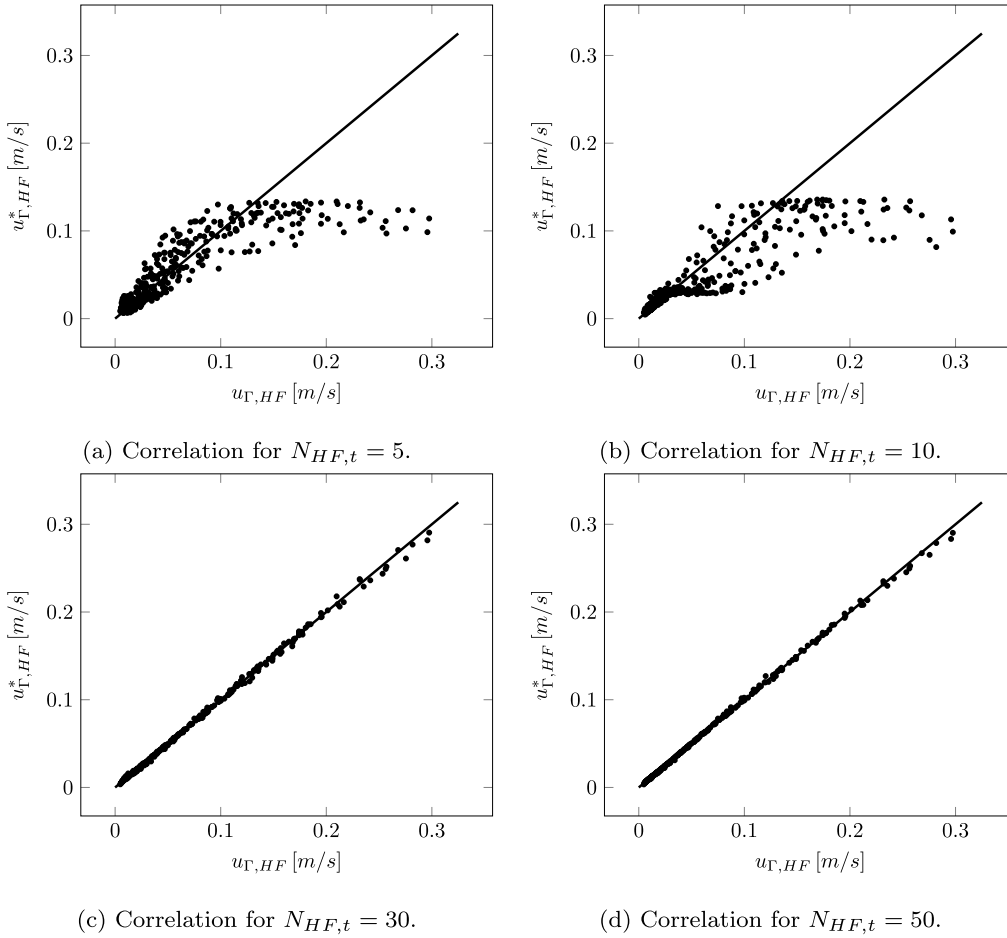 0.3
0.2
0.1
0
0
0.1
0.2
0.3
u*Γ,HF [m/s]
uΓ,HF [m/s]
(a) Correlation for N_HF,t = 5.
0.3
0.2
0.1
0
0
0.1
0.2
0.3
u*Γ,HF [m/s]
uΓ,HF [m/s]
(b) Correlation for N_HF,t = 10.
0.3
0.2
0.1
0
0
0.1
0.2
0.3
u*Γ,HF [m/s]
uΓ,HF [m/s]
(c) Correlation for N_HF,t = 30.
0.3
0.2
0.1
0
0
0.1
0.2
0.3
u*Γ,HF [m/s]
uΓ,HF [m/s]
(d) Correlation for N_HF,t = 50.